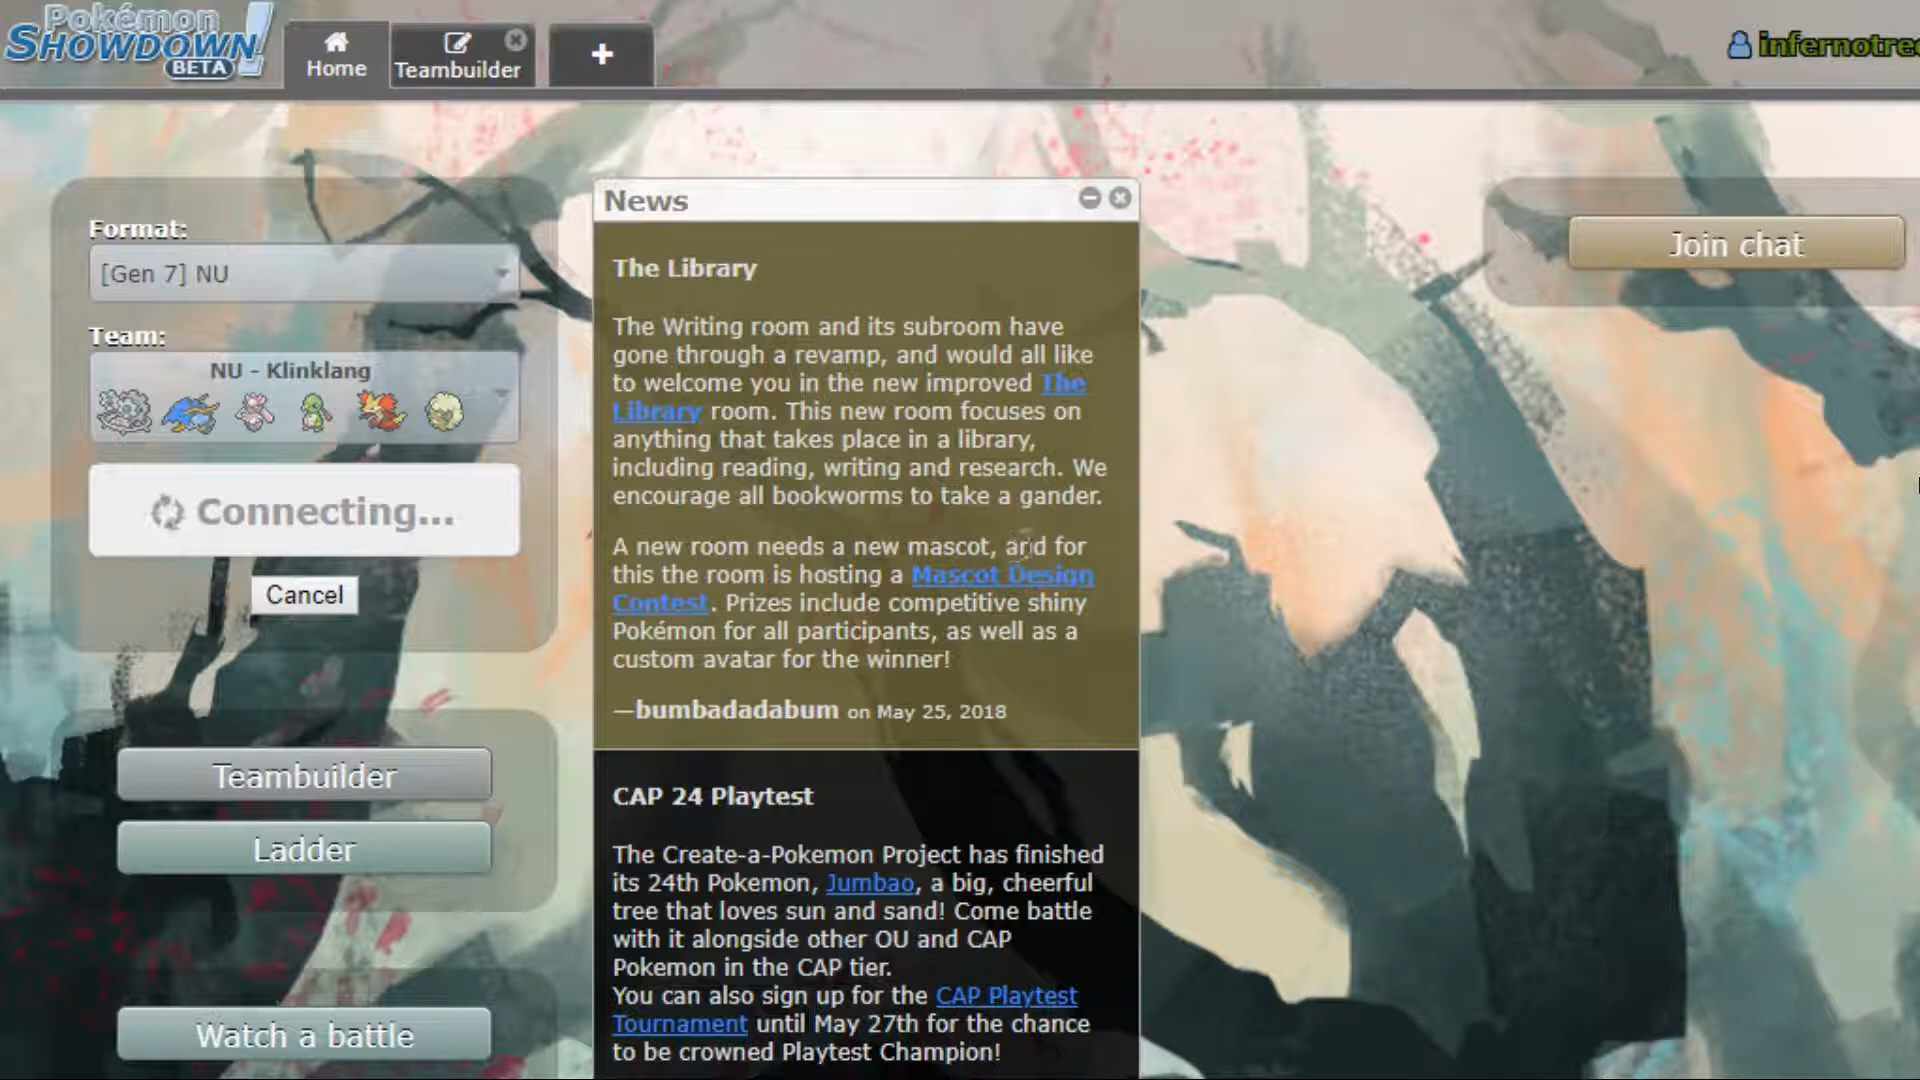 Pokémon
SHOWDOWN!
BETA
Home
Teambuilder
Format:
[Gen 7] NU
Team:
NU - Klinklang
Connecting...
Cancel
Teambuilder
Ladder
Watch a battle
News
The Library
The Writing room and its subroom have
gone through a revamp, and would all like
to welcome you in the new improved The
Library room. This new room focuses on
anything that takes place in a library,
including reading, writing and research. We
encourage all bookworms to take a gander.
A new room needs a new mascot, and for
this the room is hosting a Mascot Design
Contest. Prizes include competitive shiny
Pokémon for all participants, as well as a
custom avatar for the winner!
—bumbadadabum on May 25, 2018
CAP 24 Playtest
The Create-a-Pokemon Project has finished
its 24th Pokemon, Jumbao, a big, cheerful
tree that loves sun and sand! Come battle
with it alongside other OU and CAP
Pokemon in the CAP tier.
You can also sign up for the CAP Playtest
Tournament until May 27th for the chance
to be crowned Playtest Champion!
Join chat